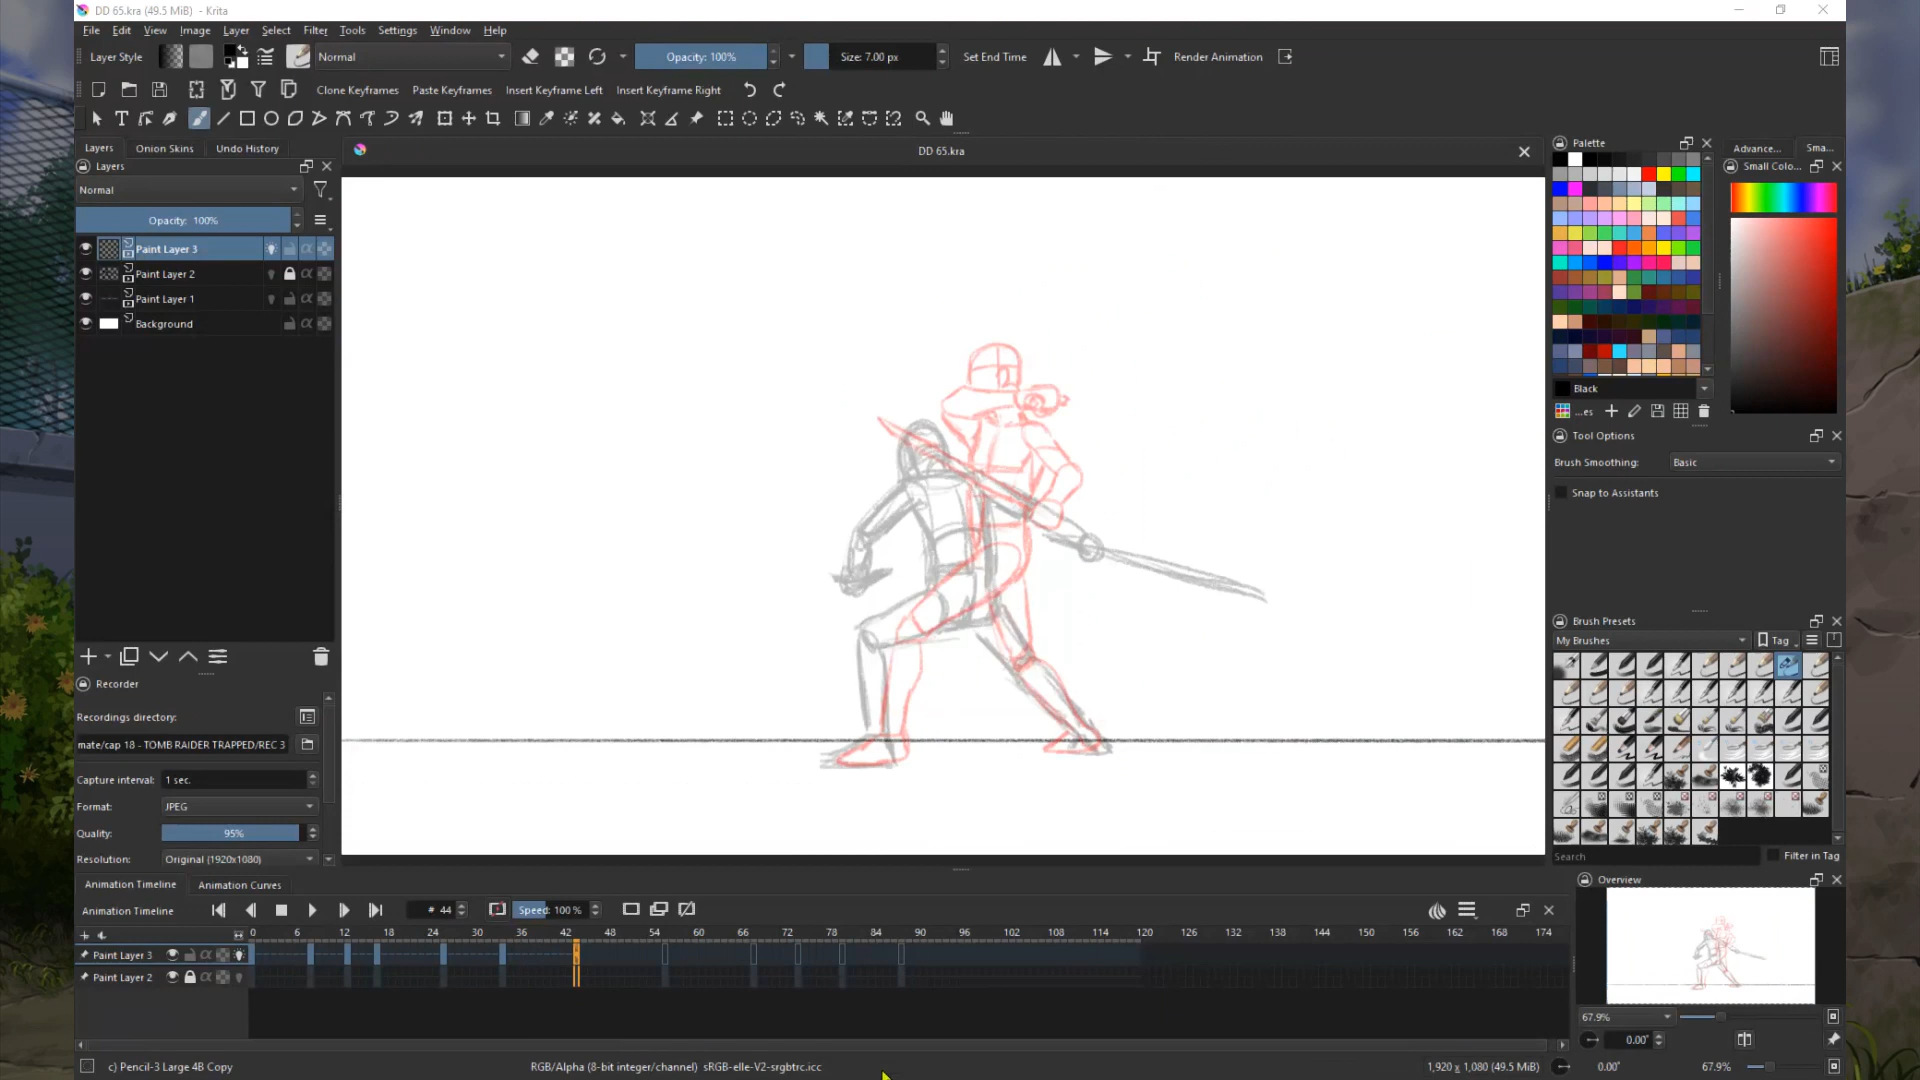 DD 65.kra (49.5 MiB) - Krita
File Edit View Image Layer Select Filter Tools Settings Window Help
Layer Style Normal Opacity: 100% Size: 7.00 px Set End Time Render Animation
Clone Keyframes Paste Keyframes Insert Keyframe Left Insert Keyframe Right
Layers Onion Skins Undo History
DD 65.kra
Layers
Normal
Opacity: 100%
Paint Layer 3
Paint Layer 2
Paint Layer 1
Background
Recorder
Recordings directory:
mate/cap 18 - TOMB RAIDER TRAPPED/REC 3
Capture interval: 1 sec.
Format: JPEG
Quality: 95%
Resolution: Original (1920x1080)
Palette
Advance... Sma...
Small Colo...
Black
...es
Tool Options
Brush Smoothing: Basic
Snap to Assistants
Brush Presets
My Brushes Tag
Search Filter in Tag
Overview
67.9%
0.00°
Animation Timeline Animation Curves
Animation Timeline # 44 Speed: 100 %
0 6 12 18 24 30 36 42 48 54 60 66 72 78 84 90 96 102 108 114 120 126 132 138 144 150 156 162 168 174
Paint Layer 3
Paint Layer 2
c) Pencil-3 Large 4B Copy RGB/Alpha (8-bit integer/channel) sRGB-elle-V2-srgbtrc.icc 1,920 x 1,080 (49.5 MiB) 0.00° 67.9%